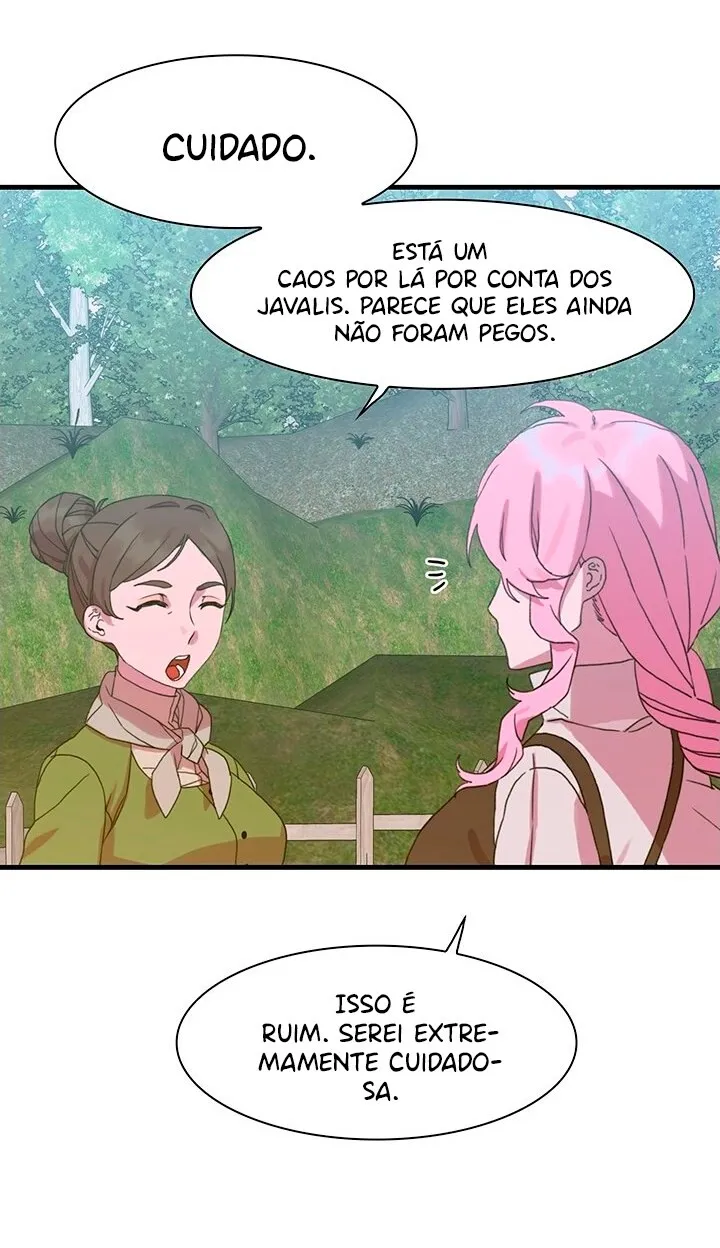 CUIDADO.
ESTÁ UM
CAOS POR LÁ POR CONTA DOS
JAVALIS. PARECE QUE ELES AINDA
NÃO FORAM PEGOS.
ISSO É
RUIM. SEREI EXTRE-
MAMENTE CUIDADO-
SA.